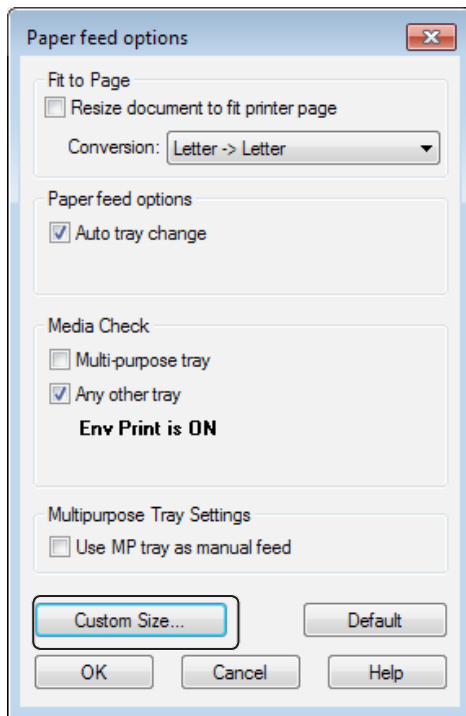 Paper feed options
Fit to Page
Resize document to fit printer page
Conversion: Letter -> Letter
Paper feed options
Auto tray change
Media Check
Multi-purpose tray
Any other tray
Env Print is ON
Multipurpose Tray Settings
Use MP tray as manual feed
Custom Size... Default
OK Cancel Help